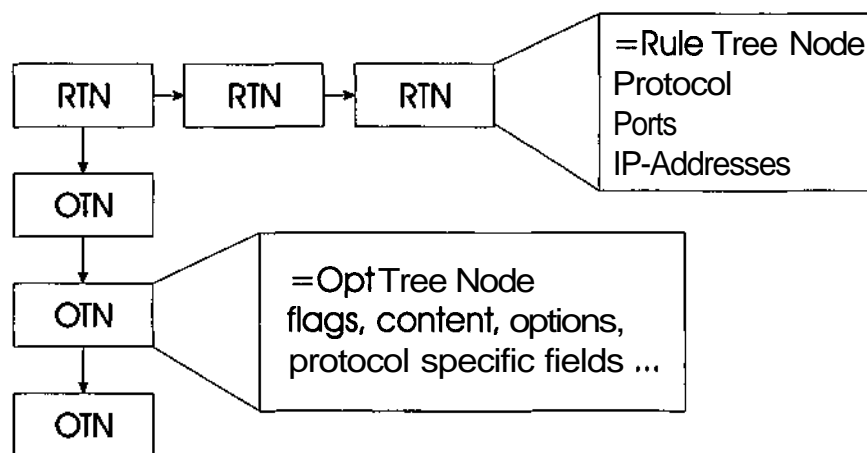 =Rule Tree Node
RTN
RTN
RTN
Protocol
Ports
IP-Addresses
OTN
=Opt Tree Node
OTN
flags, content, options,
protocol specific fields ...
OTN